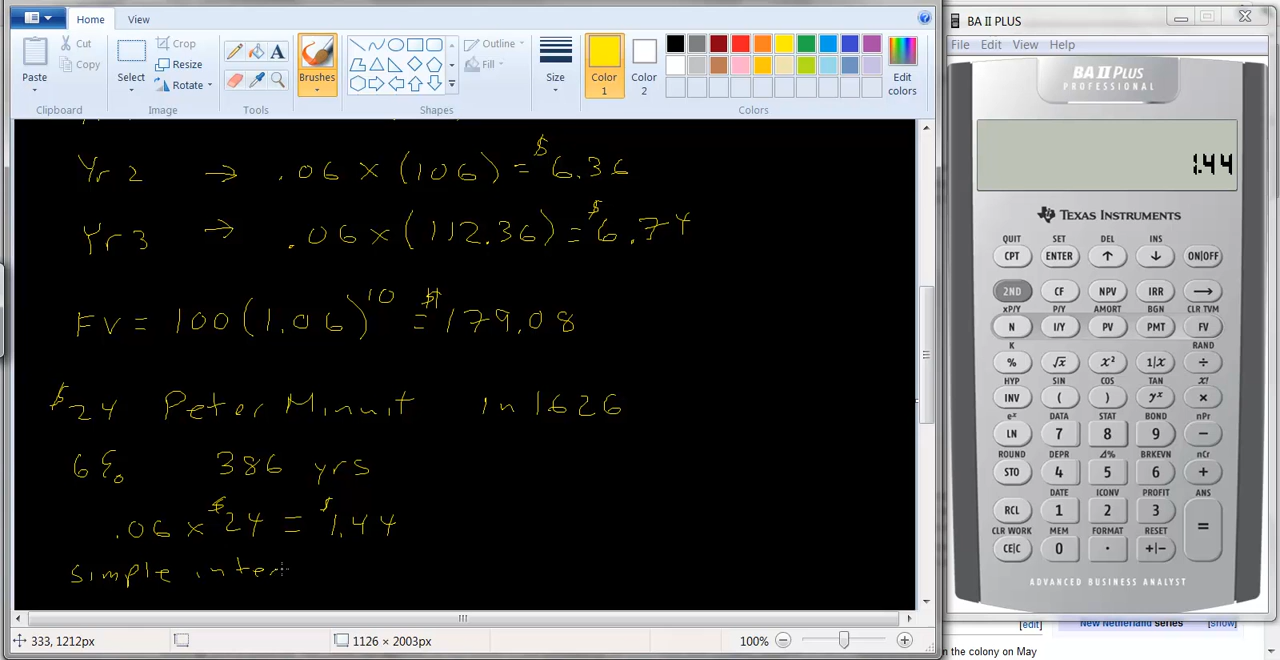 Home View
BA II PLUS
File Edit View Help
Paste
Cut
Copy
Select
Crop
Resize
Rotate
Brushes
Outline
Fill
Size
Color 1
Color 2
Edit colors
Clipboard Image Tools Shapes Colors
Yr 2 → .06 × (106) = $6.36
Yr 3 → .06 × (112.36) = $6.74
FV = 100(1.06)^10 = $179.08
$24 Peter Minuit in 1626
6% 386 yrs
.06 × $24 = $1.44
simple inter
333, 1212px 1126 × 2003px 100%
BA II PLUS
PROFESSIONAL
1.44
TEXAS INSTRUMENTS
QUIT SET DEL INS
CPT ENTER ↑ ↓ ON|OFF
2ND CF NPV IRR →
xP/Y P/Y AMORT BGN CLR TVM
N I/Y PV PMT FV
K RAND
% √x x² 1|x ÷
HYP SIN COS TAN x!
INV ( ) yˣ ×
eˣ DATA STAT BOND nPr
LN 7 8 9 −
ROUND DEPR Δ% BRKEVN nCr
STO 4 5 6 +
DATE ICONV PROFIT ANS
RCL 1 2 3 =
CLR WORK MEM FORMAT RESET
CE|C 0 . +|−
ADVANCED BUSINESS ANALYST
[edit] New Netherland series [show]
n the colony on May